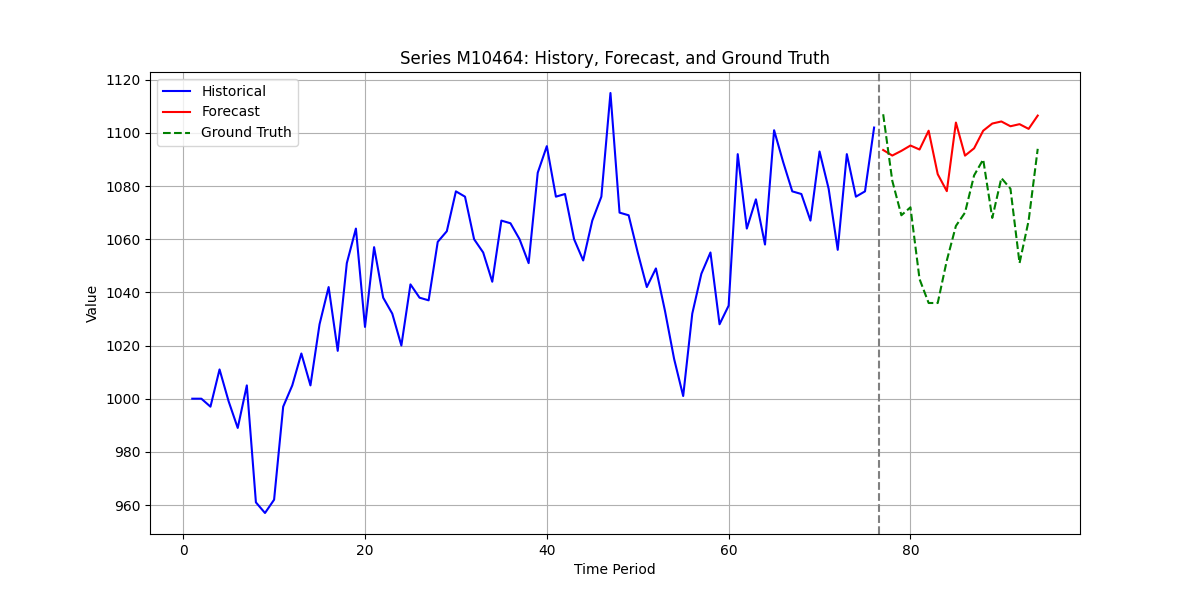 Series M10464: History, Forecast, and Ground Truth
Historical
Forecast
Ground Truth
1120
1100
1080
1060
1040
1020
1000
980
960
Value
0 20 40 60 80
Time Period